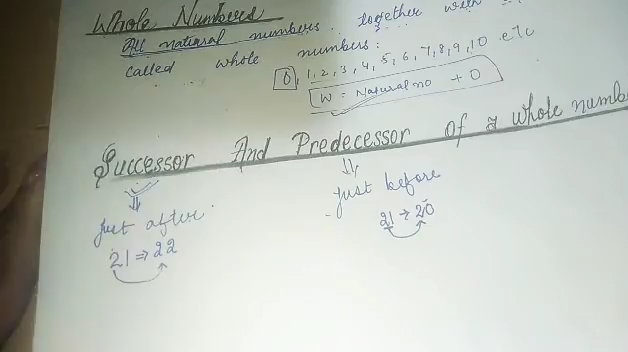 Whole Numbers
All natural numbers together with
called whole numbers:
0, 1, 2, 3, 4, 5, 6, 7, 8, 9, 10 etc
W = Natural no + 0
Successor And Predecessor of a whole numb
⇓ ⇓
Just after. Just before
21 ⇒ 22 21 → 20